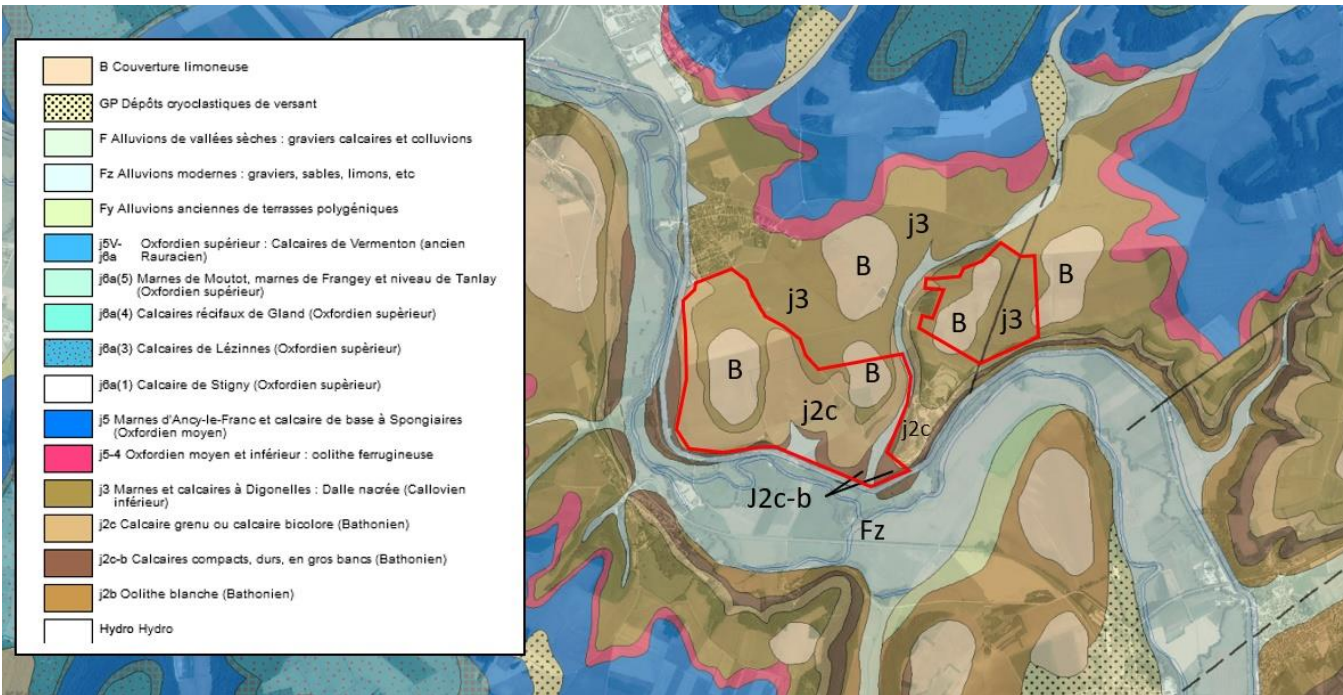 B Couverture limoneuse
GP Dépôts cryoclastiques de versant
F Alluvions de vallées sèches : graviers calcaires et colluvions
Fz Alluvions modernes : graviers, sables, limons, etc
Fy Alluvions anciennes de terrasses polygéniques
j5V- Oxfordien supérieur : Calcaires de Vermenton (ancien
j6a Rauracien)
j6a(5) Marnes de Moutot, marnes de Frangey et niveau de Tanlay
(Oxfordien supérieur)
j6a(4) Calcaires récifaux de Gland (Oxfordien supèrieur)
j6a(3) Calcaires de Lézinnes (Oxfordien supèrieur)
j6a(1) Calcaire de Stigny (Oxfordien supèrieur)
j5 Marnes d'Ancy-le-Franc et calcaire de base à Spongiaires
(Oxfordien moyen)
j5-4 Oxfordien moyen et inférieur : oolithe ferrugineuse
j3 Marnes et calcaires à Digonelles : Dalle nacrée (Callovien
inférieur)
j2c Calcaire grenu ou calcaire bicolore (Bathonien)
j2c-b Calcaires compacts, durs, en gros bancs (Bathonien)
j2b Oolithe blanche (Bathonien)
Hydro Hydro
j3
B
B
j3
B
j3
B
B
j2c
j2c
J2c-b
Fz